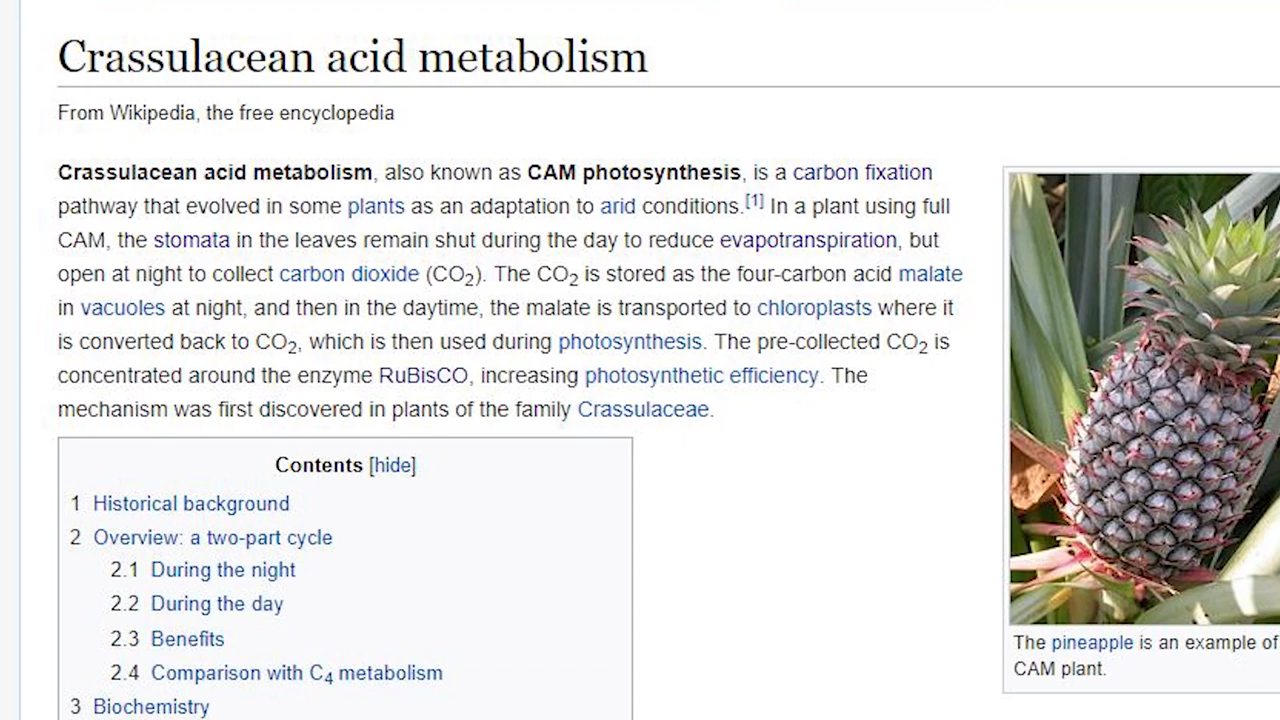 Crassulacean acid metabolism
From Wikipedia, the free encyclopedia
Crassulacean acid metabolism, also known as CAM photosynthesis, is a carbon fixation
pathway that evolved in some plants as an adaptation to arid conditions.[1] In a plant using full
CAM, the stomata in the leaves remain shut during the day to reduce evapotranspiration, but
open at night to collect carbon dioxide (CO2). The CO2 is stored as the four-carbon acid malate
in vacuoles at night, and then in the daytime, the malate is transported to chloroplasts where it
is converted back to CO2, which is then used during photosynthesis. The pre-collected CO2 is
concentrated around the enzyme RuBisCO, increasing photosynthetic efficiency. The
mechanism was first discovered in plants of the family Crassulaceae.
Contents [hide]
1 Historical background
2 Overview: a two-part cycle
2.1 During the night
2.2 During the day
2.3 Benefits
2.4 Comparison with C4 metabolism
3 Biochemistry
The pineapple is an example of
CAM plant.